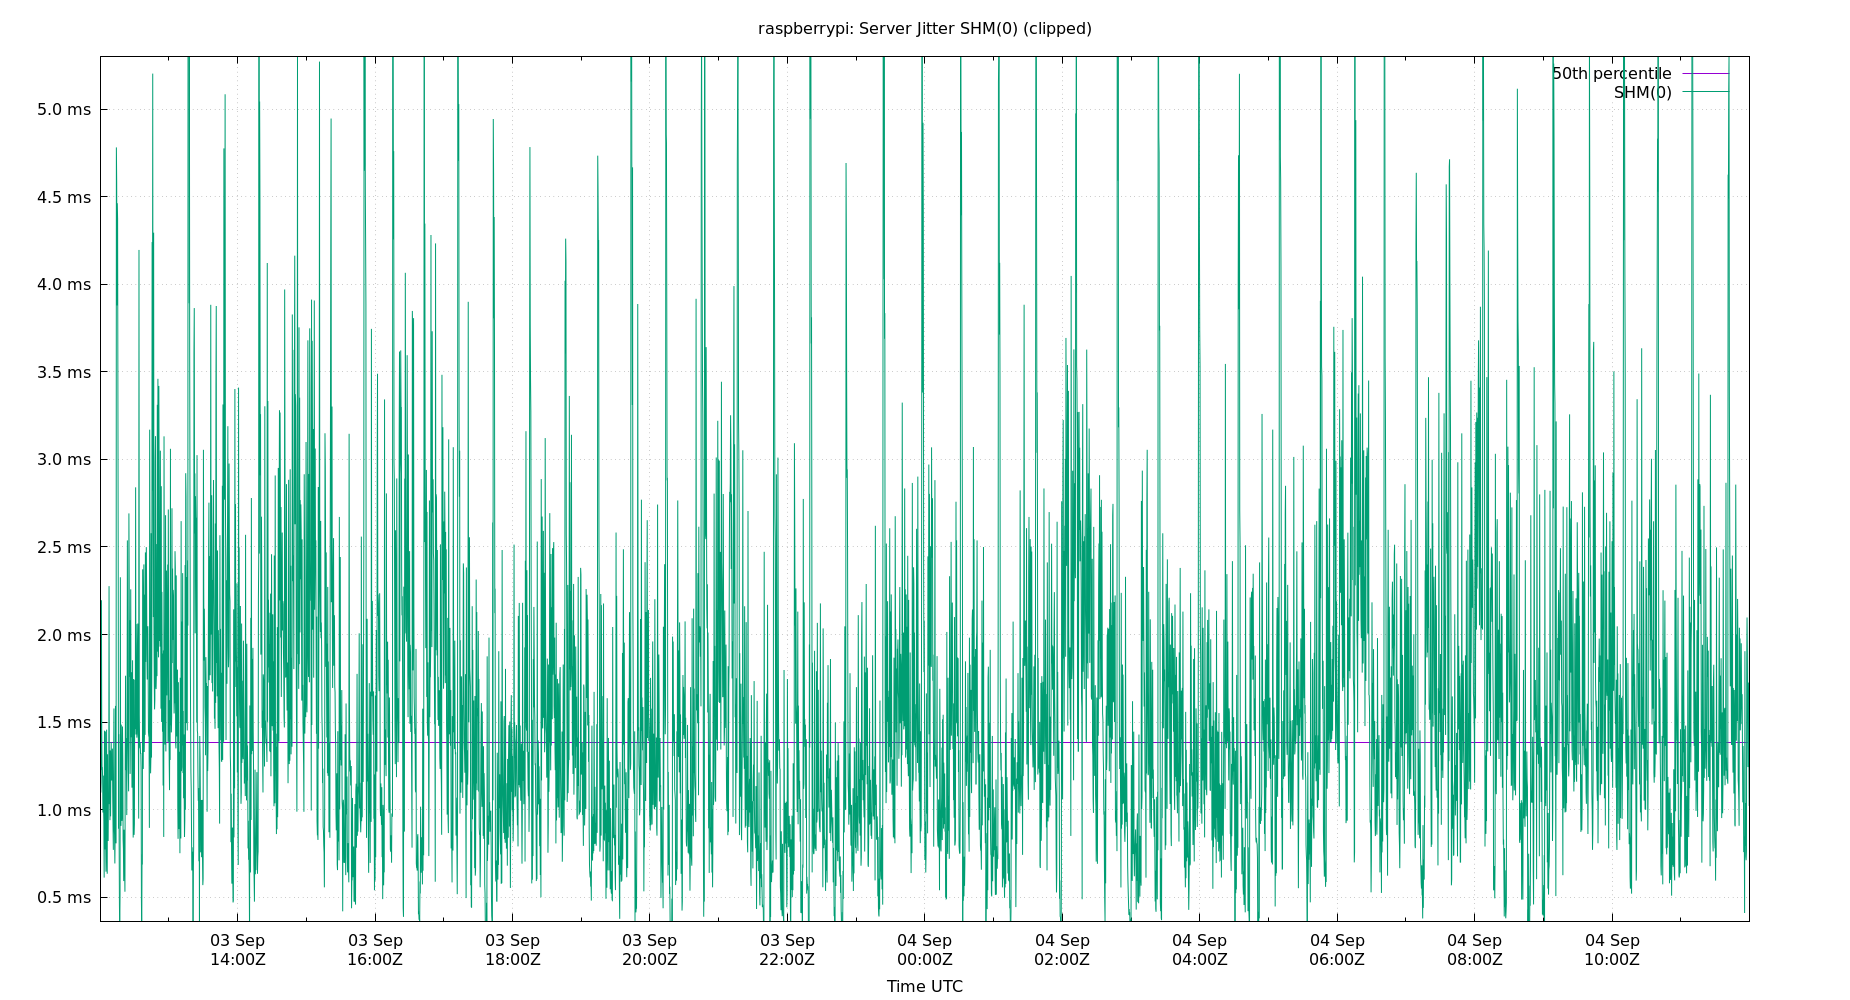 raspberrypi: Server Jitter SHM(0) (clipped)
50th percentile
SHM(0)
5.0 ms
4.5 ms
4.0 ms
3.5 ms
3.0 ms
2.5 ms
2.0 ms
1.5 ms
1.0 ms
0.5 ms
03 Sep 03 Sep 03 Sep 03 Sep 03 Sep 04 Sep 04 Sep 04 Sep 04 Sep 04 Sep 04 Sep
14:00Z 16:00Z 18:00Z 20:00Z 22:00Z 00:00Z 02:00Z 04:00Z 06:00Z 08:00Z 10:00Z
Time UTC